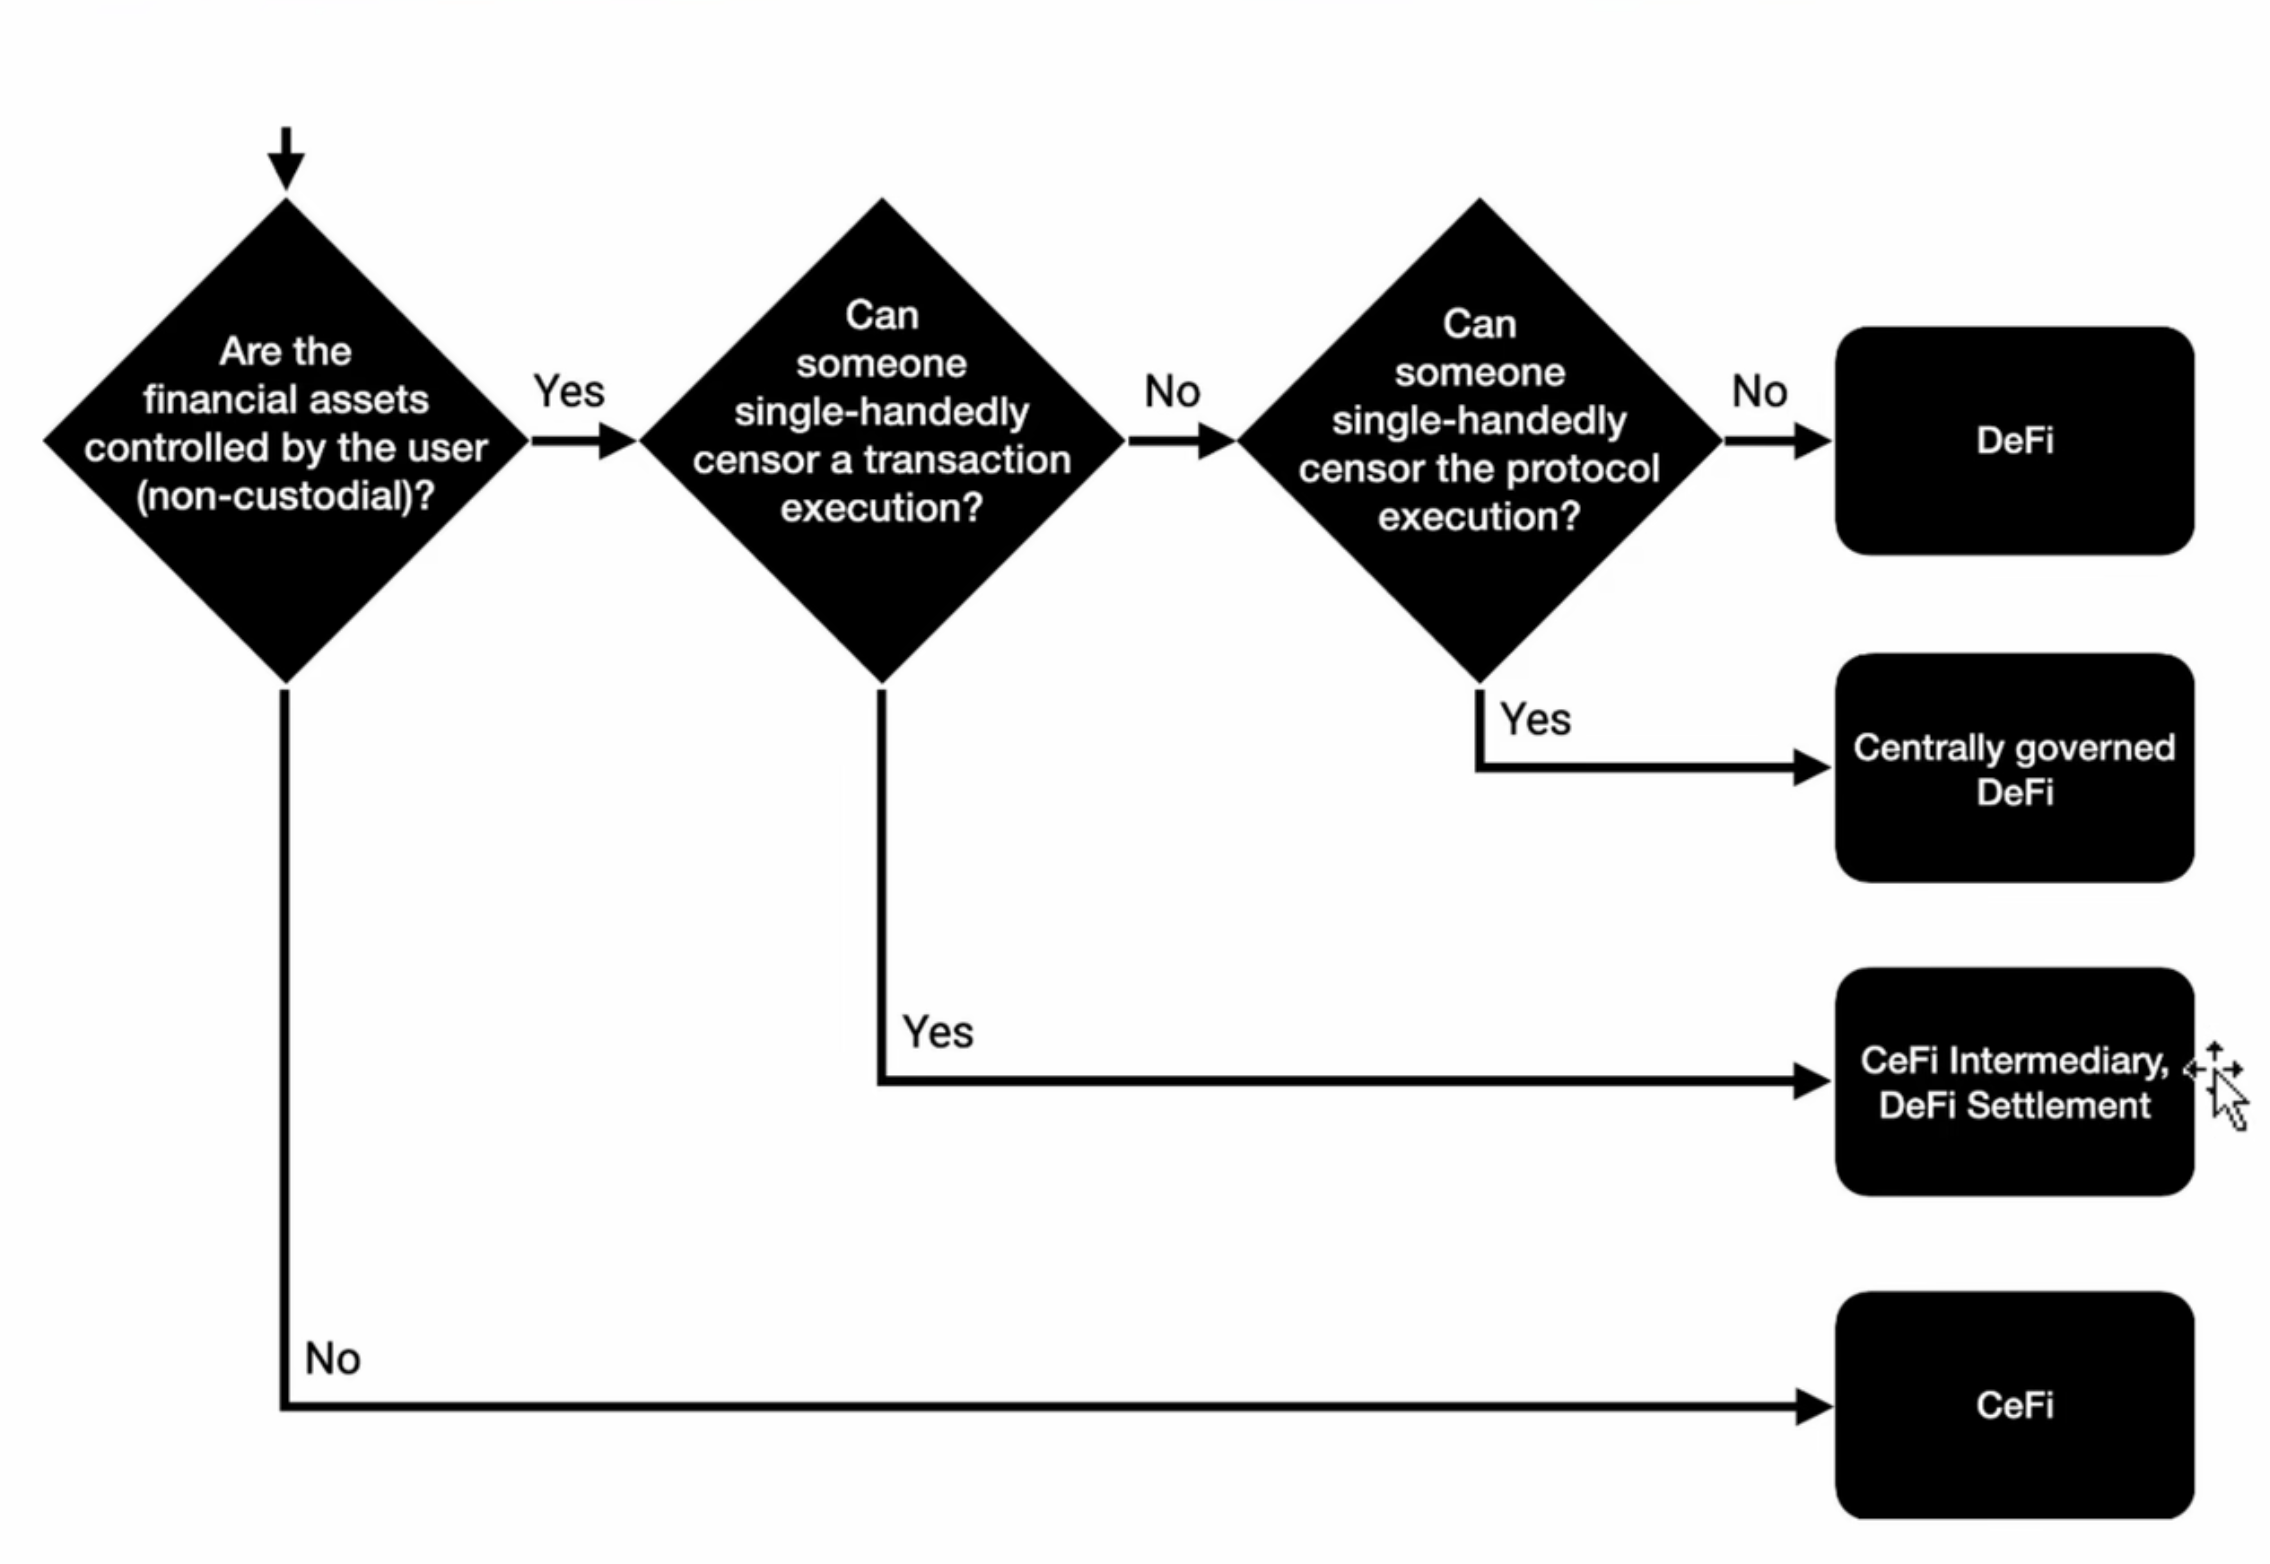 Are the
financial assets
controlled by the user
(non-custodial)?
Yes
Can
someone
single-handedly
censor a transaction
execution?
No
Can
someone
single-handedly
censor the protocol
execution?
No
DeFi
Yes
Centrally governed
DeFi
Yes
CeFi Intermediary,
DeFi Settlement
No
CeFi